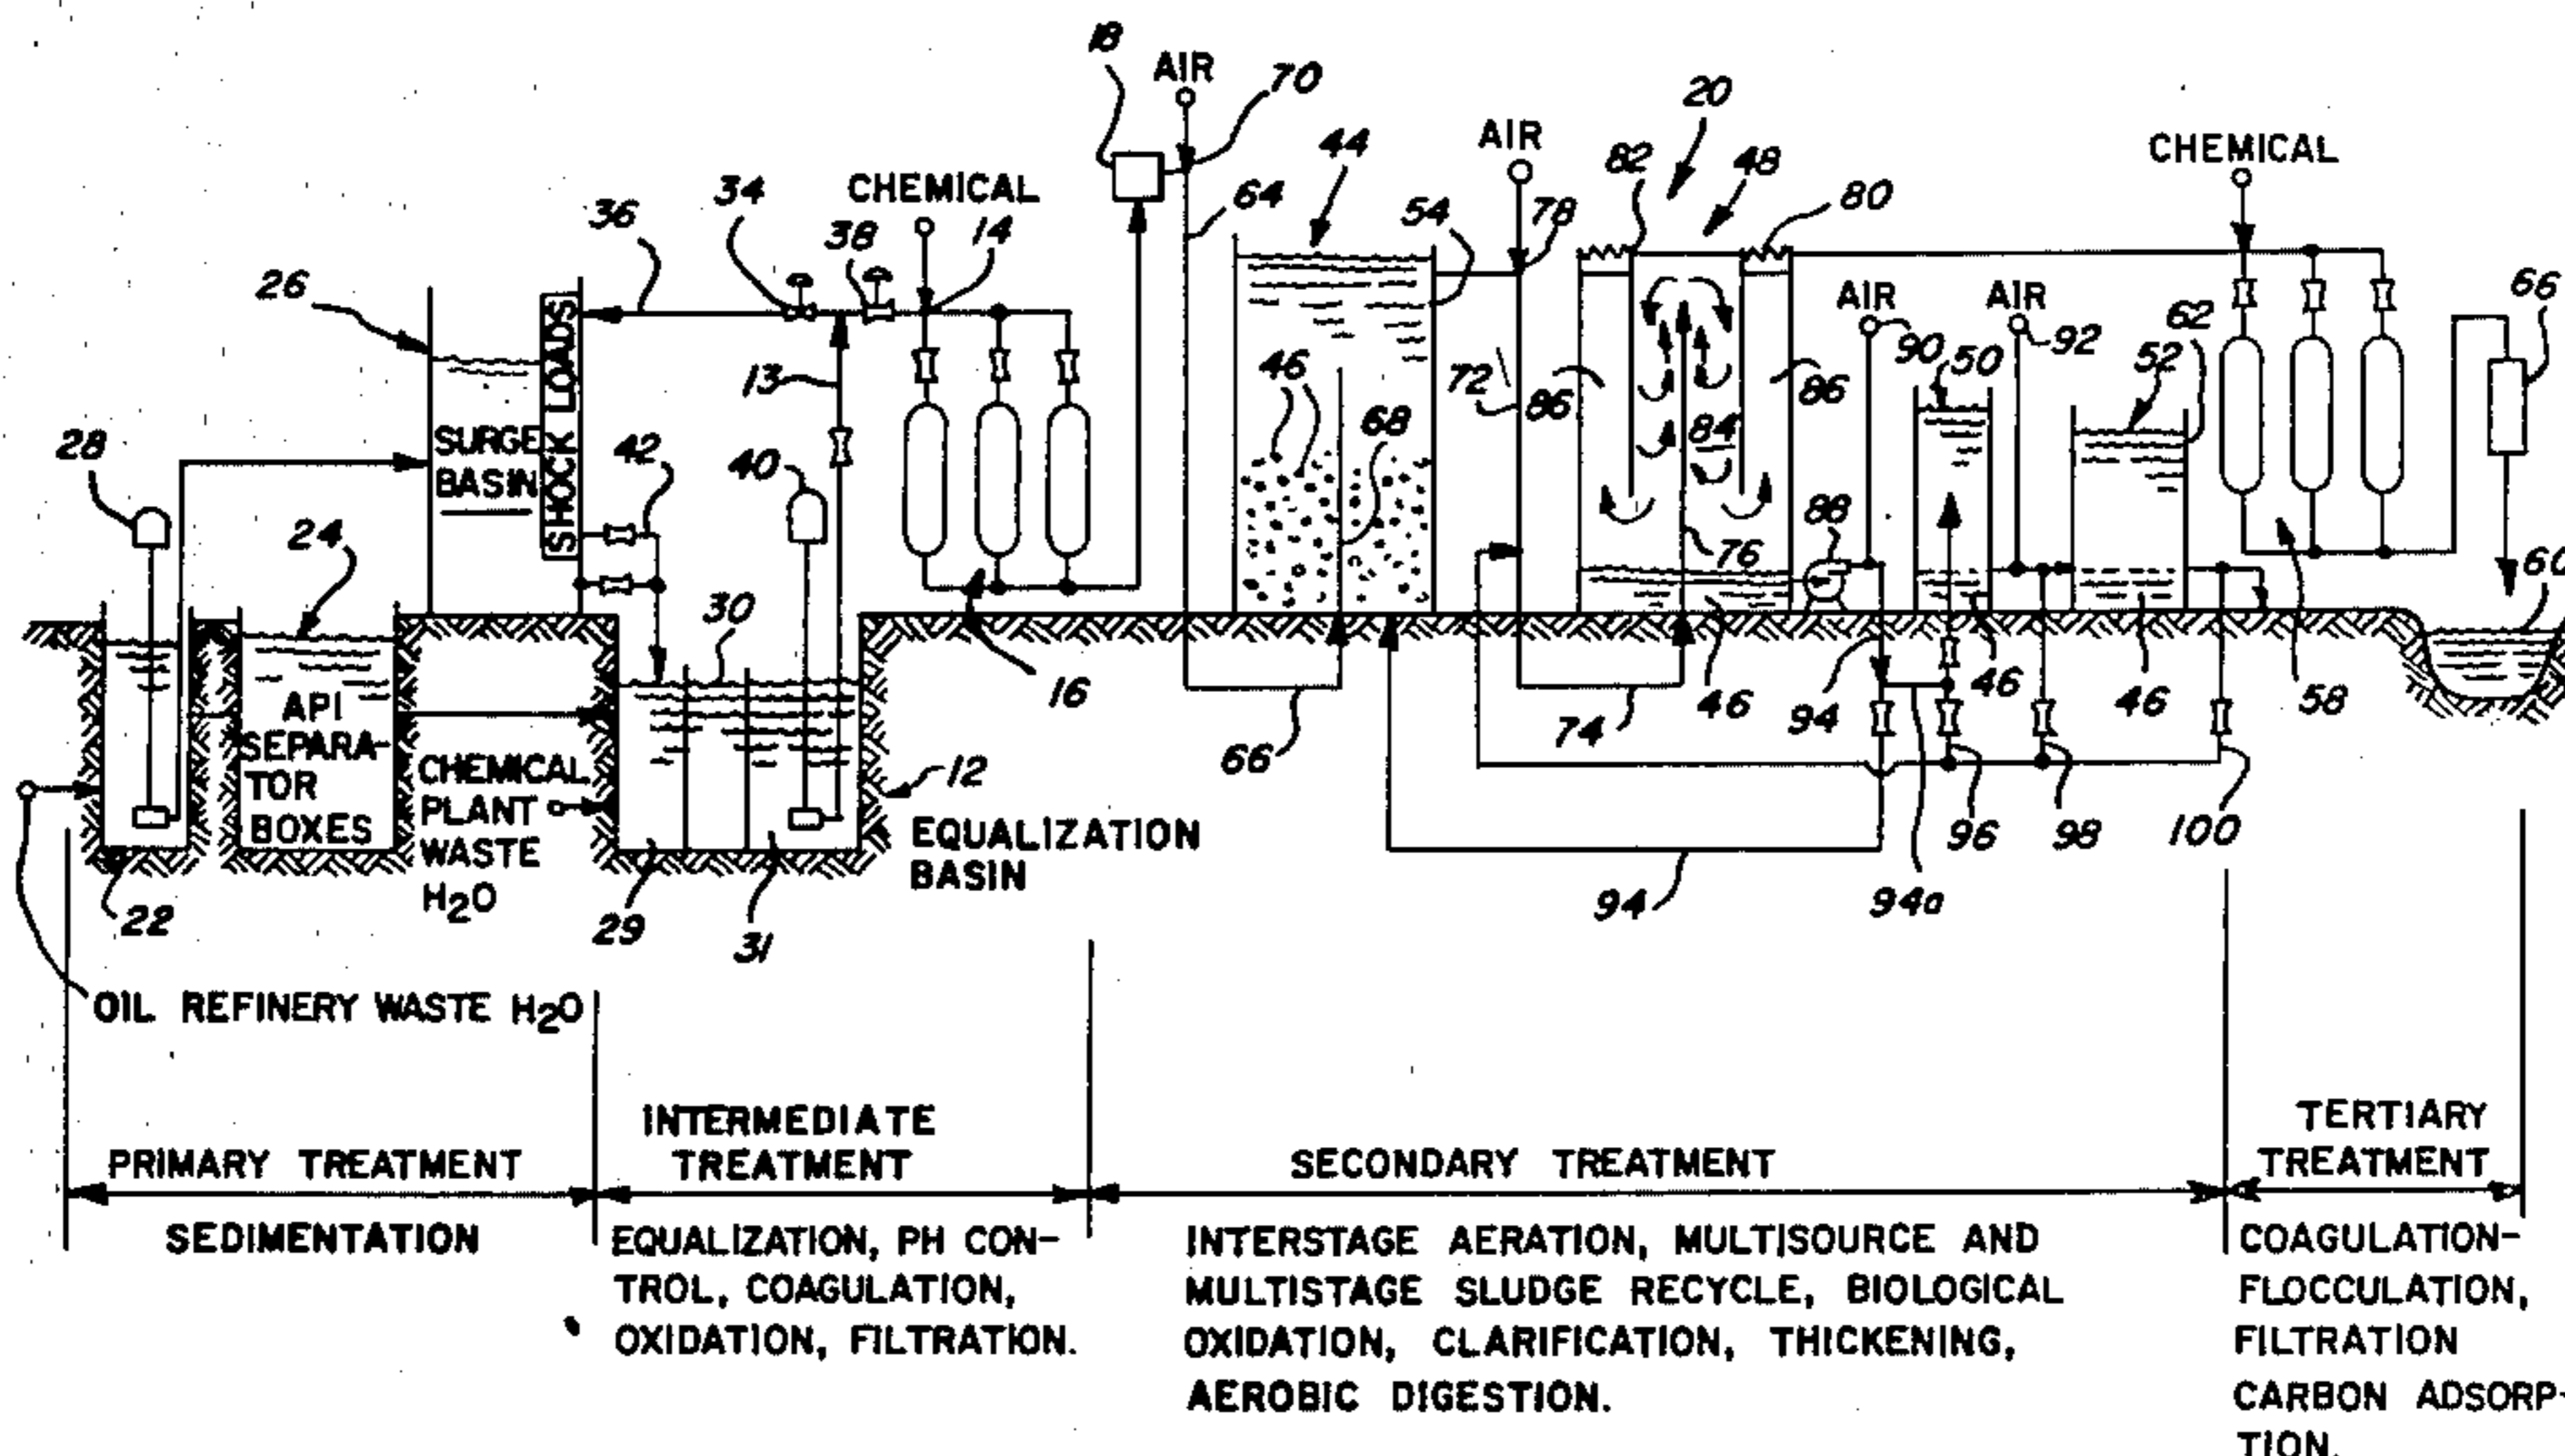 18
AIR
70
20
44
AIR
82
48
CHEMICAL
34
CHEMICAL
36
38
14
64
54
78
80
26
SHOCK LOADS
AIR
AIR
66
90
50
92
52
62
13
46
72
86
86
SURGE
BASIN
28
42
40
68
84
24
88
76
60
30
16
46
46
46
API
SEPARA-
TOR
BOXES
94
58
74
66
CHEMICAL
PLANT
WASTE
H2O
12
EQUALIZATION
BASIN
96
98
100
22
29
31
94
94a
OIL REFINERY WASTE H2O
INTERMEDIATE
TREATMENT
TERTIARY
TREATMENT
PRIMARY TREATMENT
SECONDARY TREATMENT
SEDIMENTATION
EQUALIZATION, PH CON-
TROL, COAGULATION,
OXIDATION, FILTRATION.
INTERSTAGE AERATION, MULTISOURCE AND
MULTISTAGE SLUDGE RECYCLE, BIOLOGICAL
OXIDATION, CLARIFICATION, THICKENING,
AEROBIC DIGESTION.
COAGULATION-
FLOCCULATION,
FILTRATION
CARBON ADSORP-
TION.